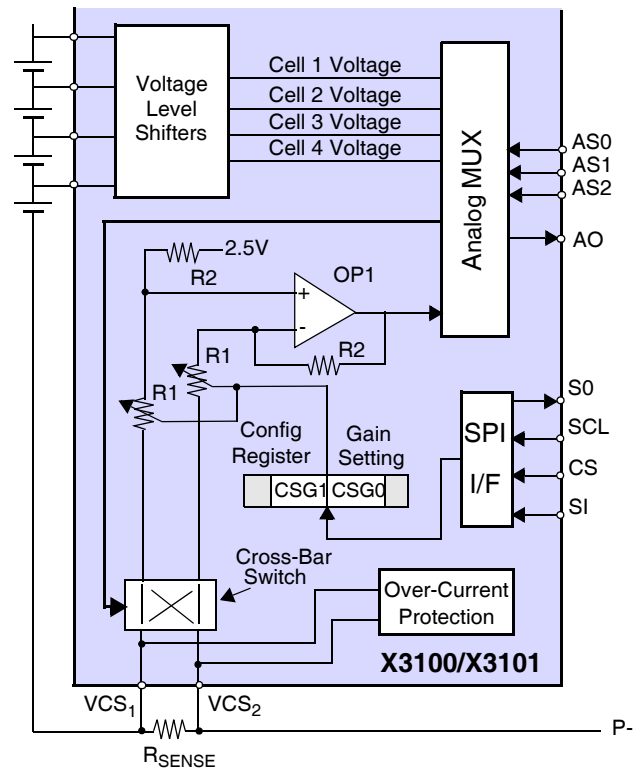 Voltage
Level
Shifters
Cell 1 Voltage
Cell 2 Voltage
Cell 3 Voltage
Cell 4 Voltage
Analog MUX
AS0
AS1
AS2
AO
2.5V
R2
OP1
+
-
R2
R1
R1
Config
Register
Gain
Setting
CSG1
CSG0
SPI
I/F
S0
SCL
CS
SI
Cross-Bar
Switch
Over-Current
Protection
X3100/X3101
VCS1
VCS2
P-
RSENSE